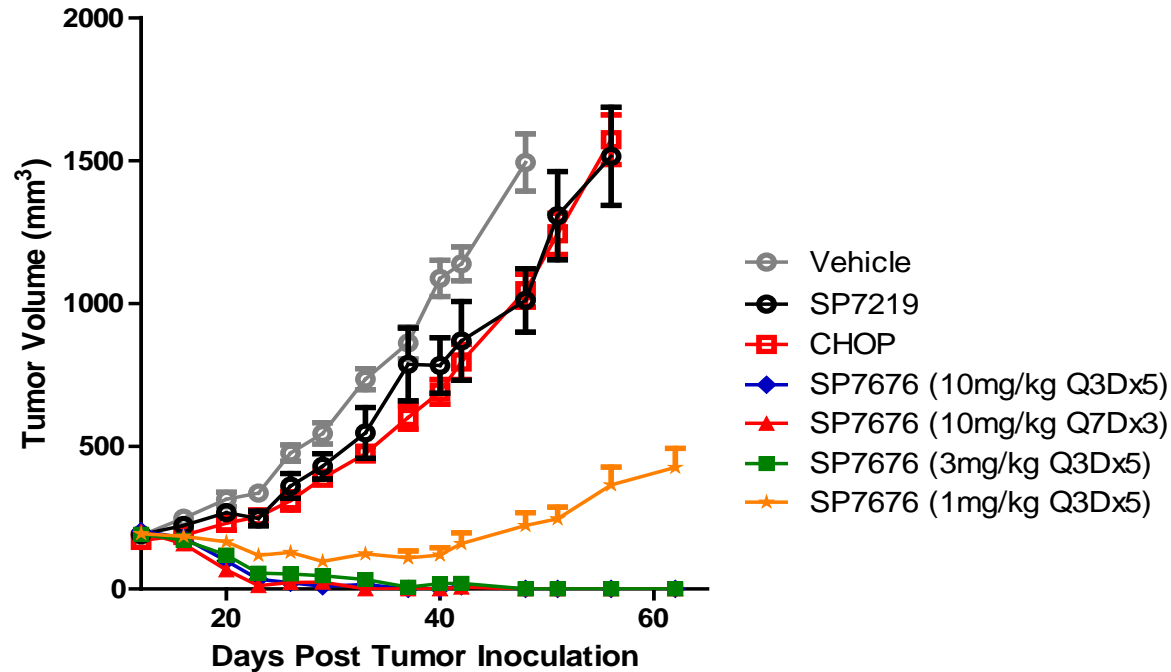 2000
1500
1000
500
0
Tumor Volume (mm³)
20
40
60
Days Post Tumor Inoculation
Vehicle
SP7219
CHOP
SP7676 (10mg/kg Q3Dx5)
SP7676 (10mg/kg Q7Dx3)
SP7676 (3mg/kg Q3Dx5)
SP7676 (1mg/kg Q3Dx5)